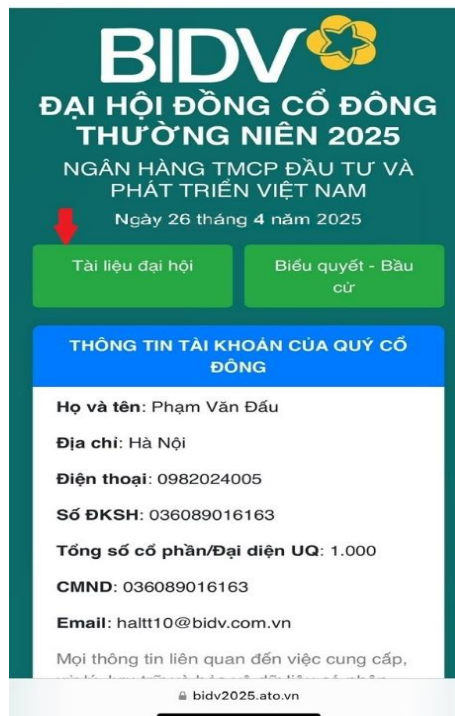 BIDV
ĐẠI HỘI ĐỒNG CỔ ĐÔNG
THƯỜNG NIÊN 2025
NGÂN HÀNG TMCP ĐẦU TƯ VÀ
PHÁT TRIỂN VIỆT NAM
Ngày 26 tháng 4 năm 2025
Tài liệu đại hội
Biểu quyết - Bầu
cử
THÔNG TIN TÀI KHOẢN CỦA QUÝ CỔ
ĐÔNG
Họ và tên: Phạm Văn Đấu
Địa chỉ: Hà Nội
Điện thoại: 0982024005
Số ĐKSH: 036089016163
Tổng số cổ phần/Đại diện UQ: 1.000
CMND: 036089016163
Email: haltt10@bidv.com.vn
Mọi thông tin liên quan đến việc cung cấp,
bidv2025.ato.vn